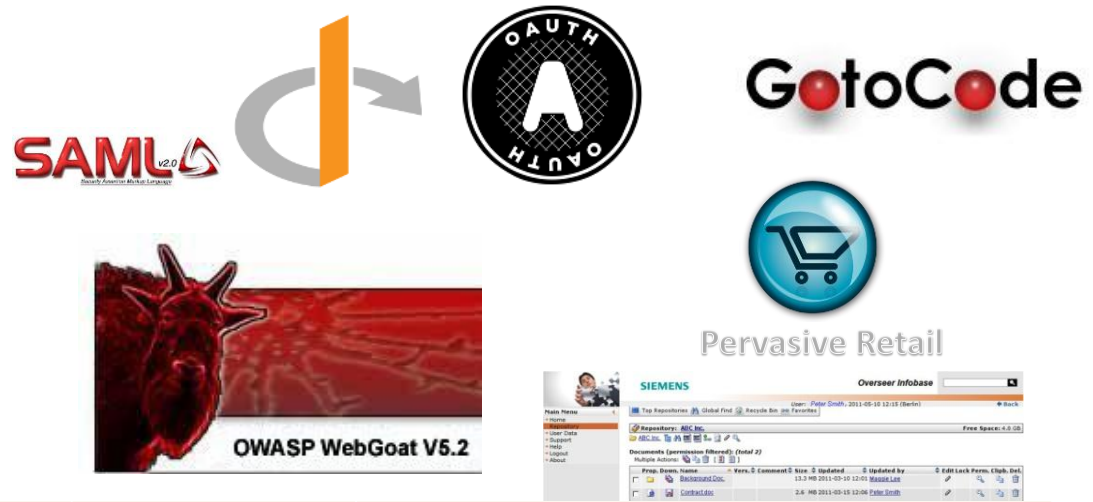 SAML v2.0
Security Assertion Markup Language
OAUTH
A
OAUTH
GotoCode
OWASP WebGoat V5.2
Pervasive Retail
SIEMENS
Overseer Infobase
User: Peter Smith, 2011-05-10 12:15 (Berlin)
Back
Main Menu
Home
Repository
User Data
Support
Help
Logout
About
Top Repositories Global Find Recycle Bin Favorites
Repository: ABC Inc.
Free Space: 4.0 GB
ABC Inc.
Documents (permission filtered): (total 2)
Multiple Actions:
Prop. Down. Name Vers. Comment Size Updated Updated by Edit Lock Perm. Clipb. Del.
Background Doc. 13.3 MB 2011-03-10 12:01 Maggie Lee
Contract.doc 2.6 MB 2011-03-15 12:06 Peter Smith